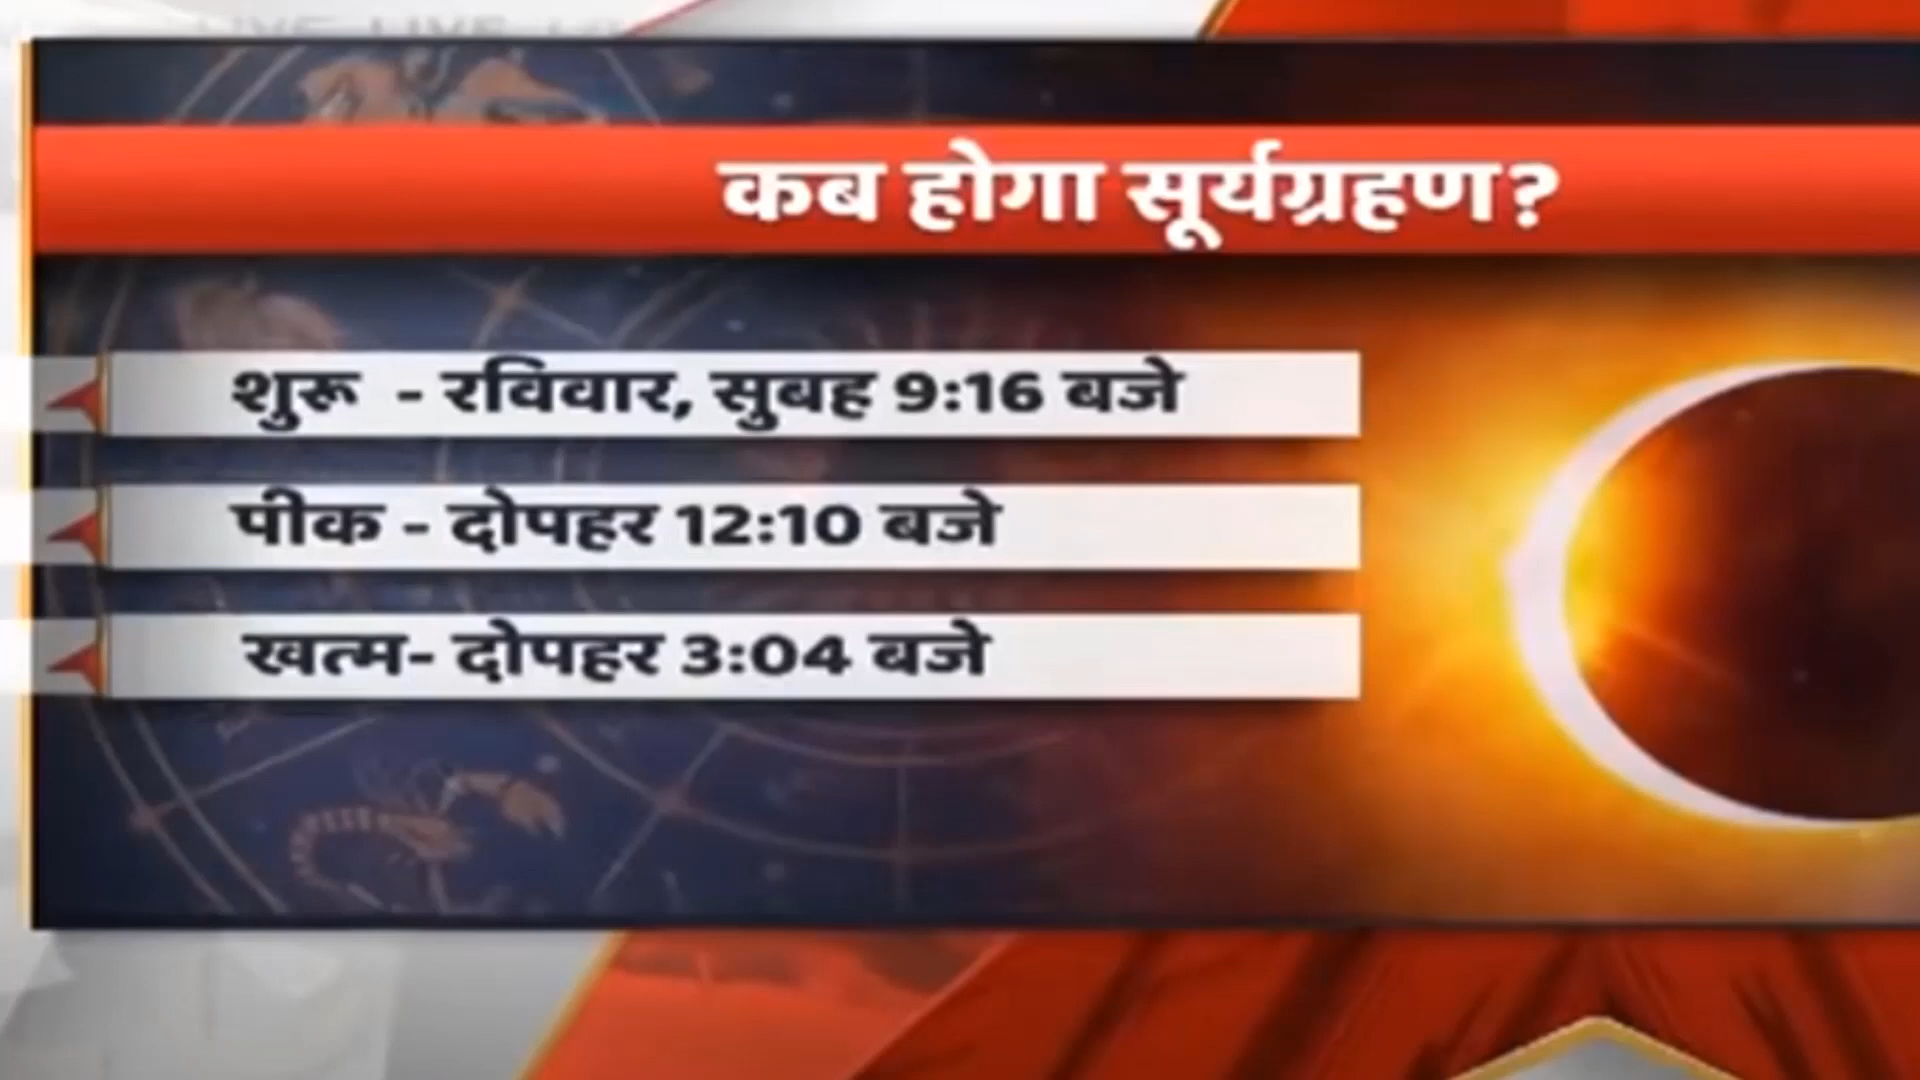 कब होगा सूर्यग्रहण?
शुरू - रविवार, सुबह 9:16 बजे
पीक - दोपहर 12:10 बजे
खत्म- दोपहर 3:04 बजे